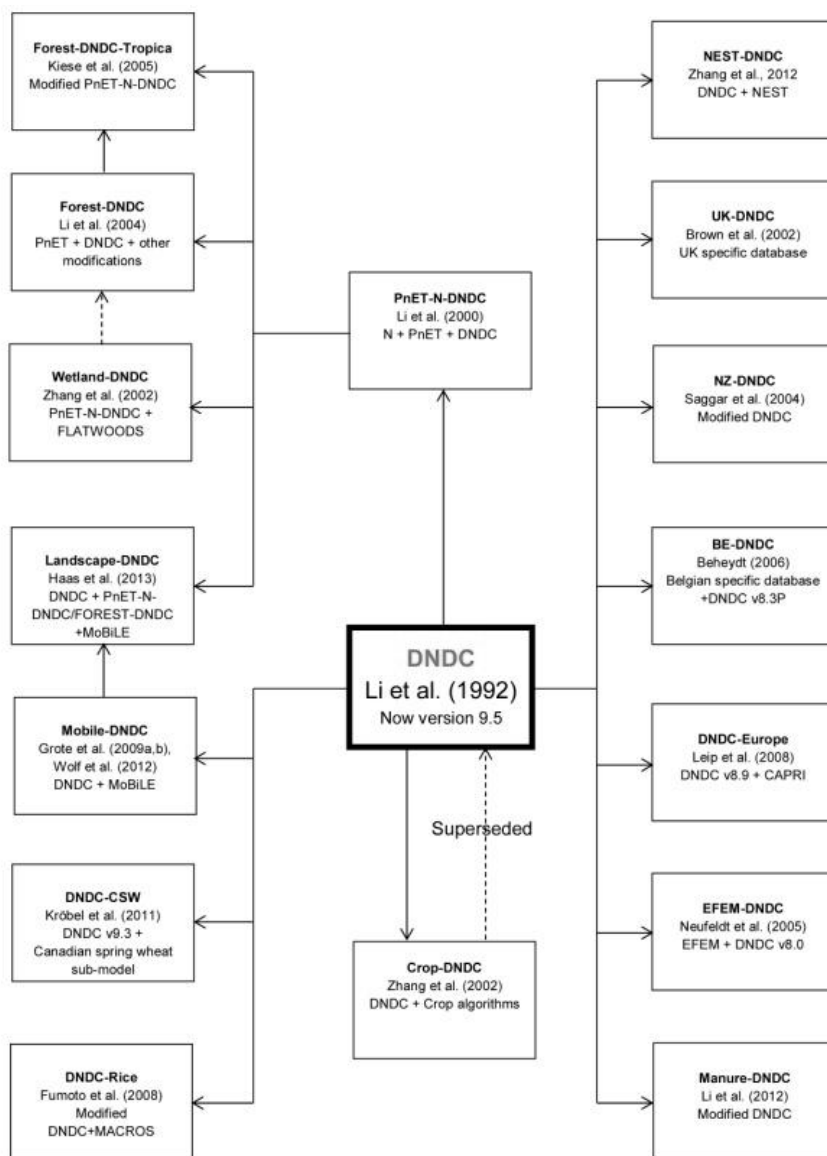 Forest-DNDC-Tropica
Kiese et al. (2005)
Modified PnET-N-DNDC
Forest-DNDC
Li et al. (2004)
PnET + DNDC + other
modifications
Wetland-DNDC
Zhang et al. (2002)
PnET-N-DNDC +
FLATWOODS
Landscape-DNDC
Haas et al. (2013)
DNDC + PnET-N-
DNDC/FOREST-DNDC
+MoBiLE
Mobile-DNDC
Grote et al. (2009a,b),
Wolf et al. (2012)
DNDC + MoBiLE
DNDC-CSW
Kröbel et al. (2011)
DNDC v9.3 +
Canadian spring wheat
sub-model
DNDC-Rice
Fumoto et al. (2008)
Modified
DNDC+MACROS
PnET-N-DNDC
Li et al. (2000)
N + PnET + DNDC
DNDC
Li et al. (1992)
Now version 9.5
Superseded
Crop-DNDC
Zhang et al. (2002)
DNDC + Crop algorithms
NEST-DNDC
Zhang et al., 2012
DNDC + NEST
UK-DNDC
Brown et al. (2002)
UK specific database
NZ-DNDC
Saggar et al. (2004)
Modified DNDC
BE-DNDC
Beheydt (2006)
Belgian specific database
+DNDC v8.3P
DNDC-Europe
Leip et al. (2008)
DNDC v8.9 + CAPRI
EFEM-DNDC
Neufeldt et al. (2005)
EFEM + DNDC v8.0
Manure-DNDC
Li et al. (2012)
Modified DNDC